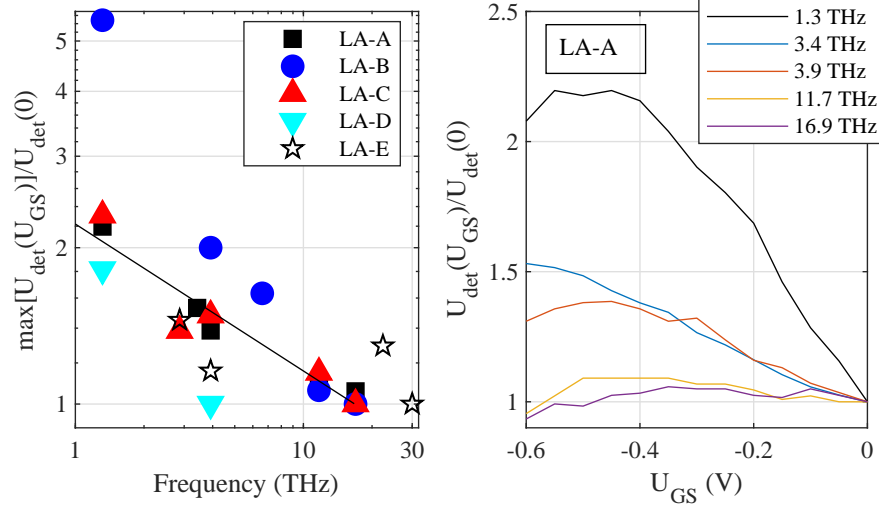 max[U_det(U_GS)]/U_det(0)
5
4
3
2
1
1
10
30
Frequency (THz)
LA-A
LA-B
LA-C
LA-D
LA-E
U_det(U_GS)/U_det(0)
2.5
2
1.5
1
-0.6
-0.4
-0.2
0
U_GS (V)
LA-A
1.3 THz
3.4 THz
3.9 THz
11.7 THz
16.9 THz